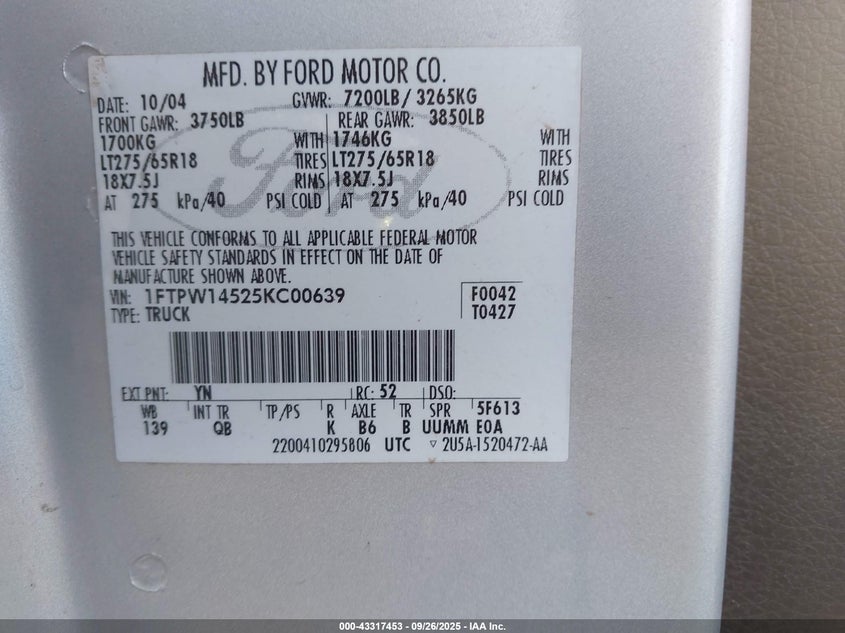 MFD. BY FORD MOTOR CO.
DATE: 10/04 GVWR: 7200LB/ 3265KG
FRONT GAWR: 3750LB REAR GAWR: 3850LB
1700KG WITH 1746KG WITH
LT275/65R18 TIRES LT275/65R18 TIRES
18X7.5J RIMS 18X7.5J RIMS
AT 275 kPa/40 PSI COLD AT 275 kPa/40 PSI COLD
Ford
THIS VEHICLE CONFORMS TO ALL APPLICABLE FEDERAL MOTOR
VEHICLE SAFETY STANDARDS IN EFFECT ON THE DATE OF
MANUFACTURE SHOWN ABOVE.
VIN: 1FTPW14525KC00639 F0042
TYPE: TRUCK T0427
EXT PNT: YN RC: 52 DSO:
WB INT TR TP/PS R AXLE TR SPR 5F613
139 QB K B6 B UUMM E0A
2200410295806 UTC ▽ 2U5A-1520472-AA
000-43317453 - 09/26/2025 - IAA Inc.